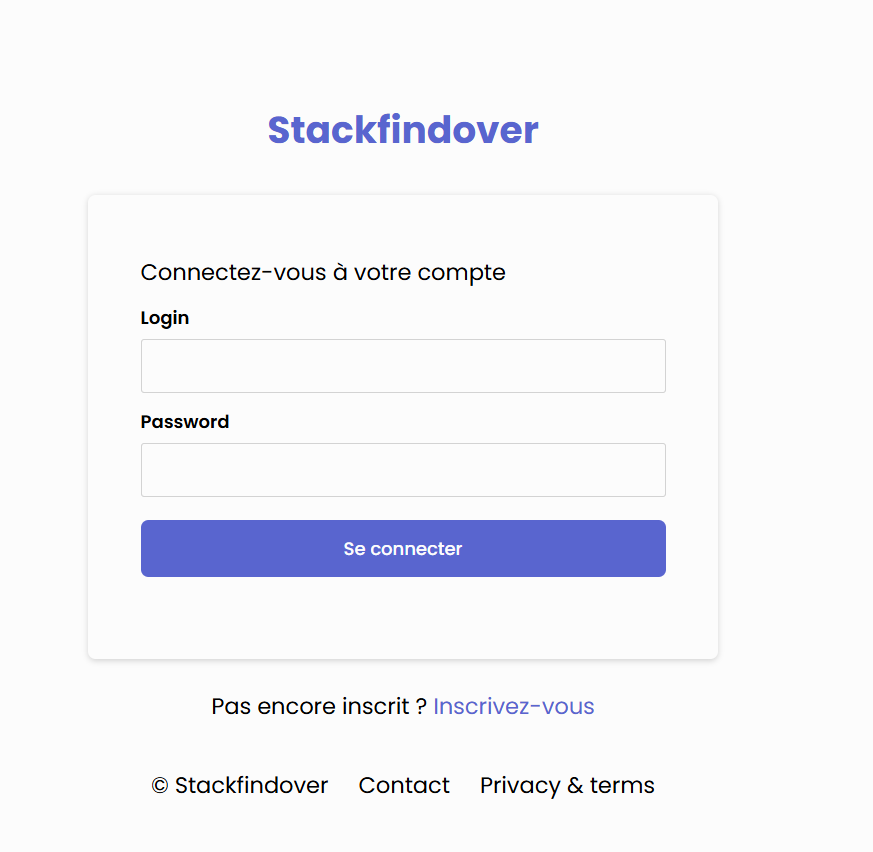 Stackfindover
Connectez-vous à votre compte
Login
Password
Se connecter
Pas encore inscrit ? Inscrivez-vous
© Stackfindover Contact Privacy & terms